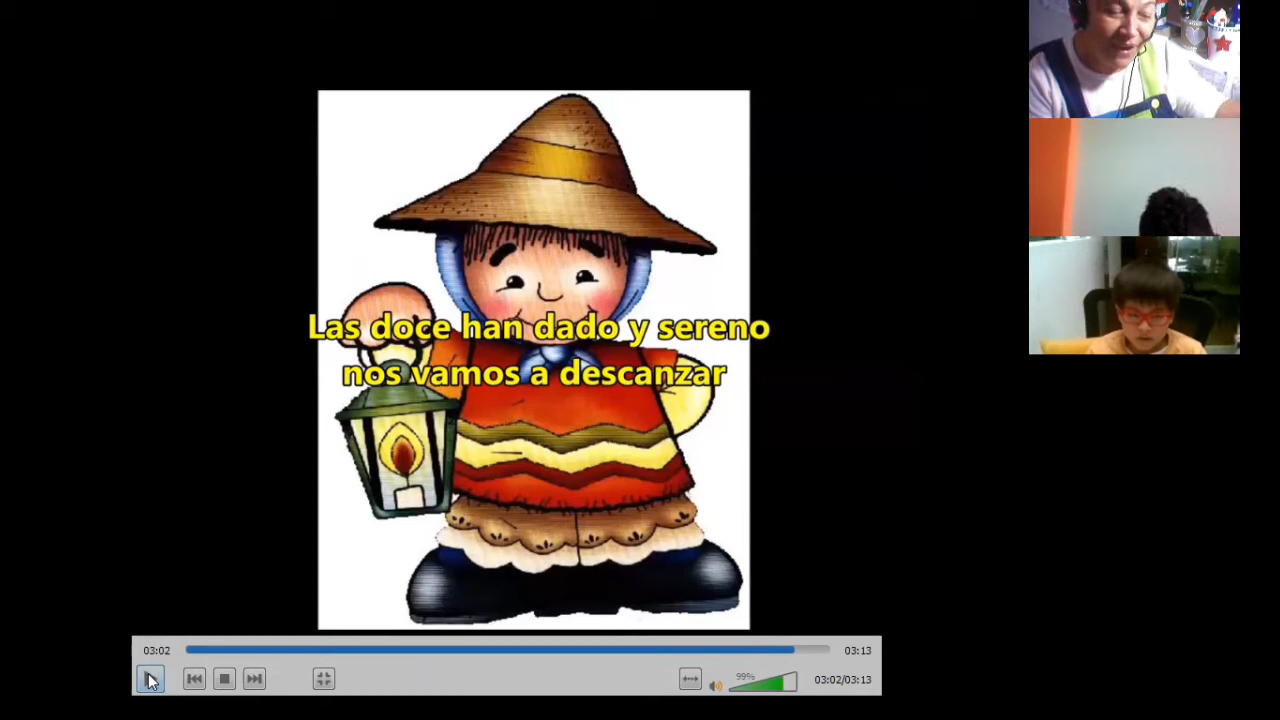 Las doce han dado y sereno
nos vamos a descanzar
03:02
03:13
99%
03:02/03:13